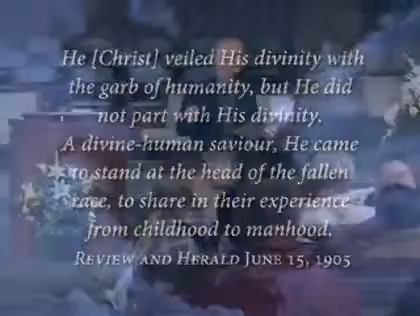 He [Christ] veiled His divinity with
the garb of humanity, but He did
not part with His divinity.
A divine-human saviour, He came
to stand at the head of the fallen
race, to share in their experience
from childhood to manhood.
REVIEW AND HERALD JUNE 15, 1905